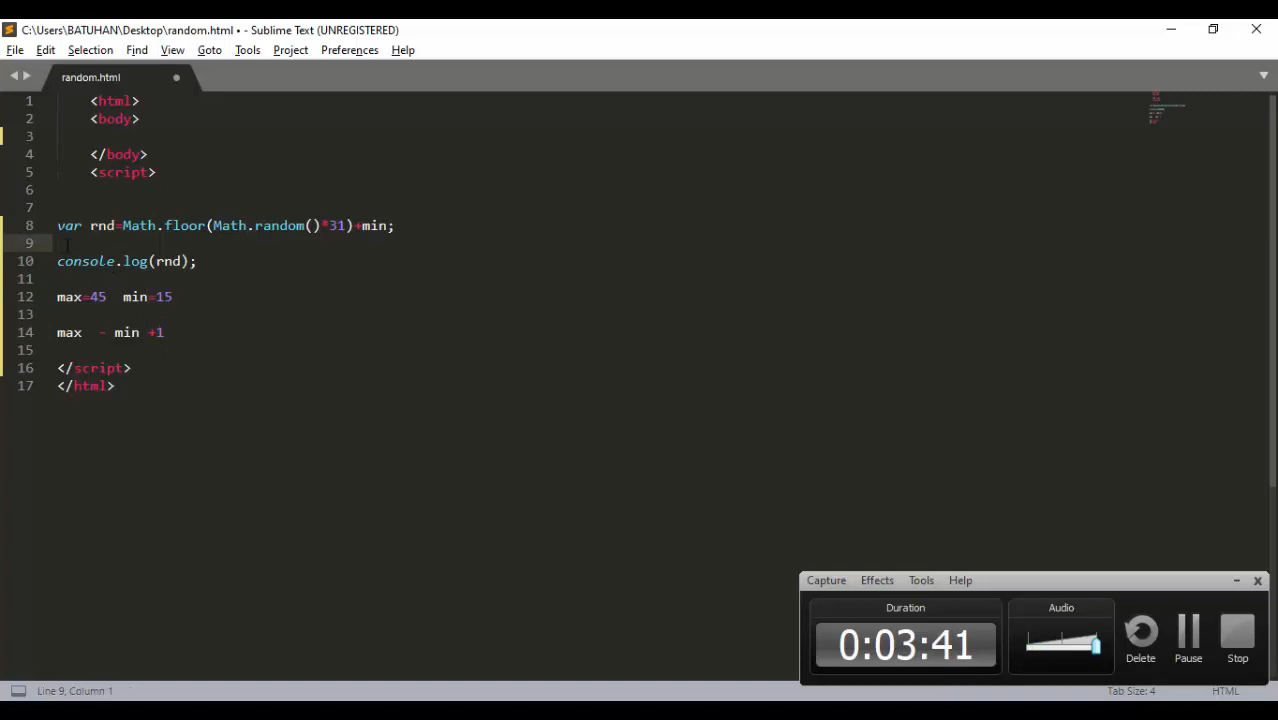 C:\Users\BATUHAN\Desktop\random.html • - Sublime Text (UNREGISTERED)
File Edit Selection Find View Goto Tools Project Preferences Help
random.html
1 <html>
2 <body>
3
4 </body>
5 <script>
6
7
8 var rnd=Math.floor(Math.random()*31)+min;
9
10 console.log(rnd);
11
12 max=45  min=15
13
14 max  - min +1
15
16 </script>
17 </html>
Capture Effects Tools Help
Duration Audio
0:03:41
Delete Pause Stop
Line 9, Column 1 Tab Size: 4 HTML